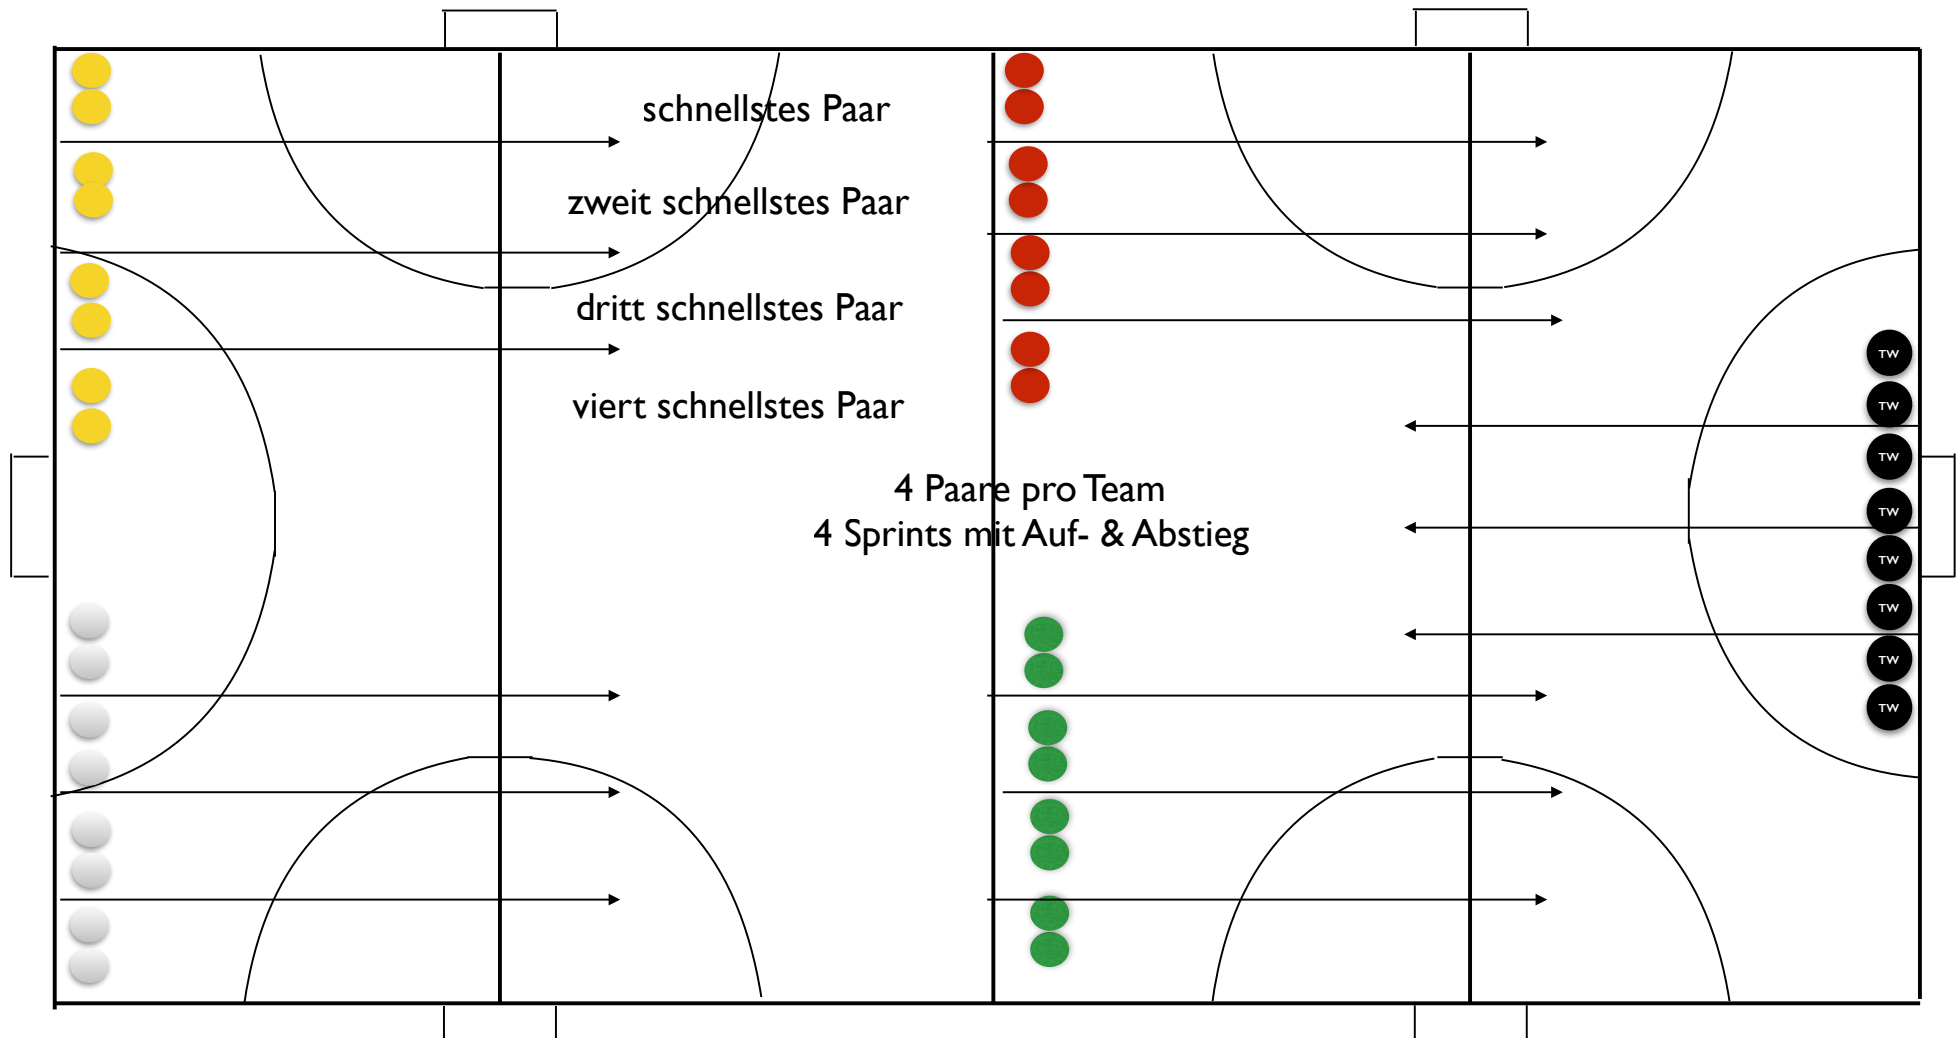 schnellstes Paar
zweit schnellstes Paar
dritt schnellstes Paar
viert schnellstes Paar
4 Paare pro Team
4 Sprints mit Auf- & Abstieg
TW
TW
TW
TW
TW
TW
TW
TW